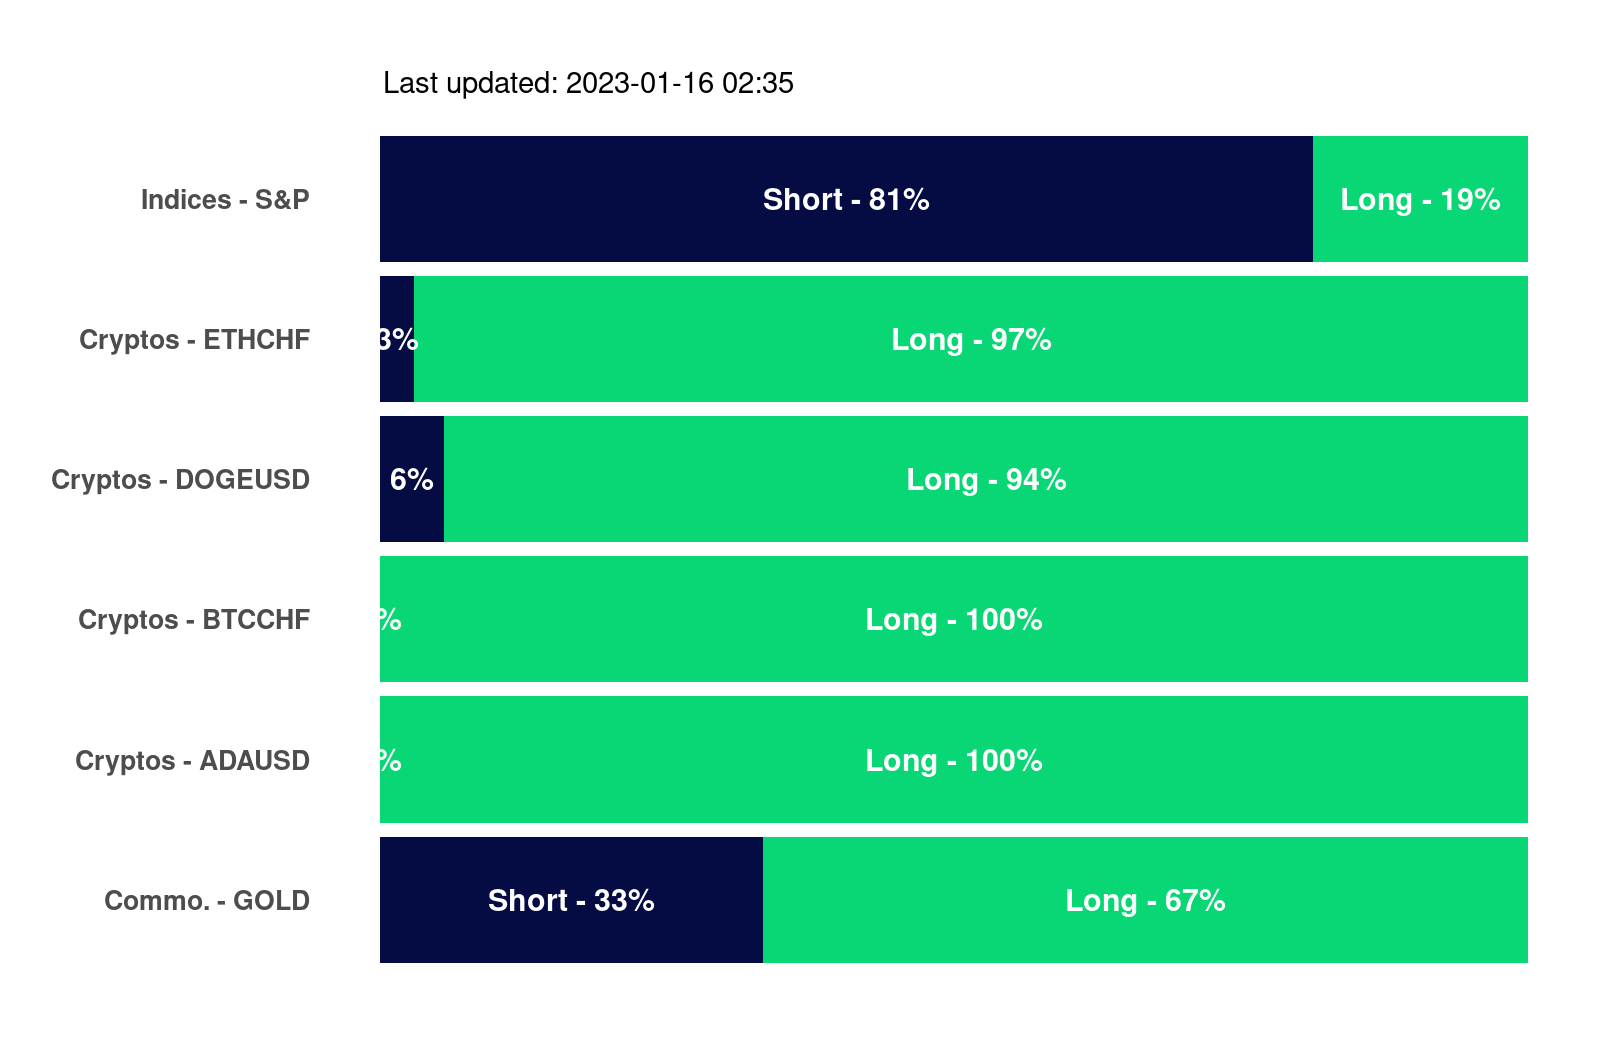 Last updated: 2023-01-16 02:35
Indices - S&P Short - 81% Long - 19%
Cryptos - ETHCHF 3% Long - 97%
Cryptos - DOGEUSD 6% Long - 94%
Cryptos - BTCCHF % Long - 100%
Cryptos - ADAUSD % Long - 100%
Commo. - GOLD Short - 33% Long - 67%